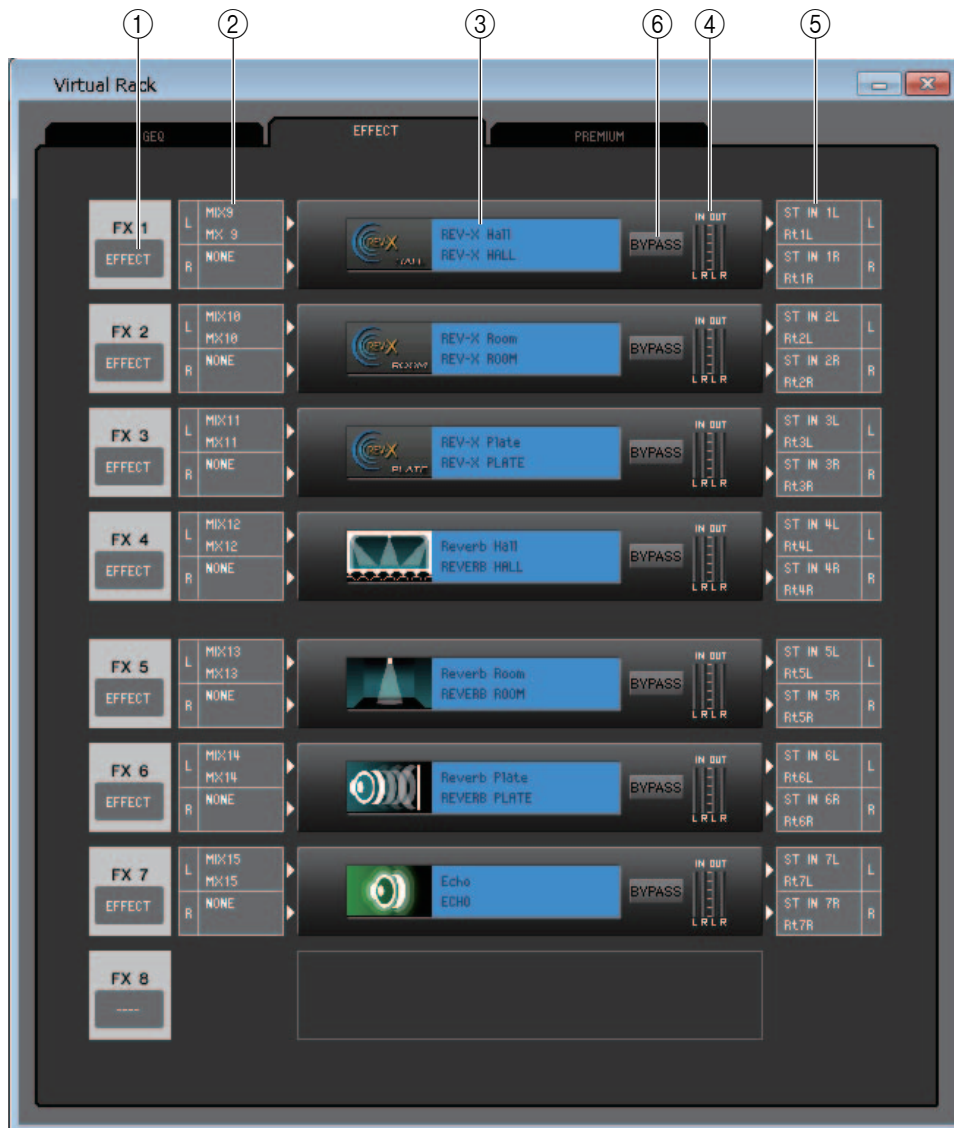 ① ② ③ ⑥ ④ ⑤
Virtual Rack
GEQ EFFECT PREMIUM
FX 1
EFFECT
L MIX9
MX 9
R NONE
REV-X HALL
REV-X Hall
REV-X HALL
BYPASS
IN OUT
L R L R
ST IN 1L L
Rt1L
ST IN 1R R
Rt1R
FX 2
EFFECT
L MIX10
MX10
R NONE
REV-X ROOM
REV-X Room
REV-X ROOM
BYPASS
IN OUT
L R L R
ST IN 2L L
Rt2L
ST IN 2R R
Rt2R
FX 3
EFFECT
L MIX11
MX11
R NONE
REV-X PLATE
REV-X Plate
REV-X PLATE
BYPASS
IN OUT
L R L R
ST IN 3L L
Rt3L
ST IN 3R R
Rt3R
FX 4
EFFECT
L MIX12
MX12
R NONE
Reverb Hall
REVERB HALL
BYPASS
IN OUT
L R L R
ST IN 4L L
Rt4L
ST IN 4R R
Rt4R
FX 5
EFFECT
L MIX13
MX13
R NONE
Reverb Room
REVERB ROOM
BYPASS
IN OUT
L R L R
ST IN 5L L
Rt5L
ST IN 5R R
Rt5R
FX 6
EFFECT
L MIX14
MX14
R NONE
Reverb Plate
REVERB PLATE
BYPASS
IN OUT
L R L R
ST IN 6L L
Rt6L
ST IN 6R R
Rt6R
FX 7
EFFECT
L MIX15
MX15
R NONE
Echo
ECHO
BYPASS
IN OUT
L R L R
ST IN 7L L
Rt7L
ST IN 7R R
Rt7R
FX 8
----